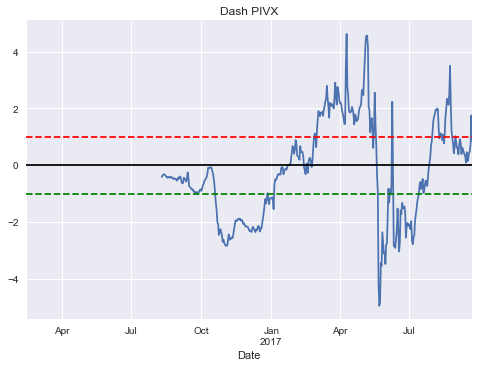 Dash PIVX
4
2
0
−2
−4
Apr
Jul
Oct
Jan
2017
Apr
Jul
Date